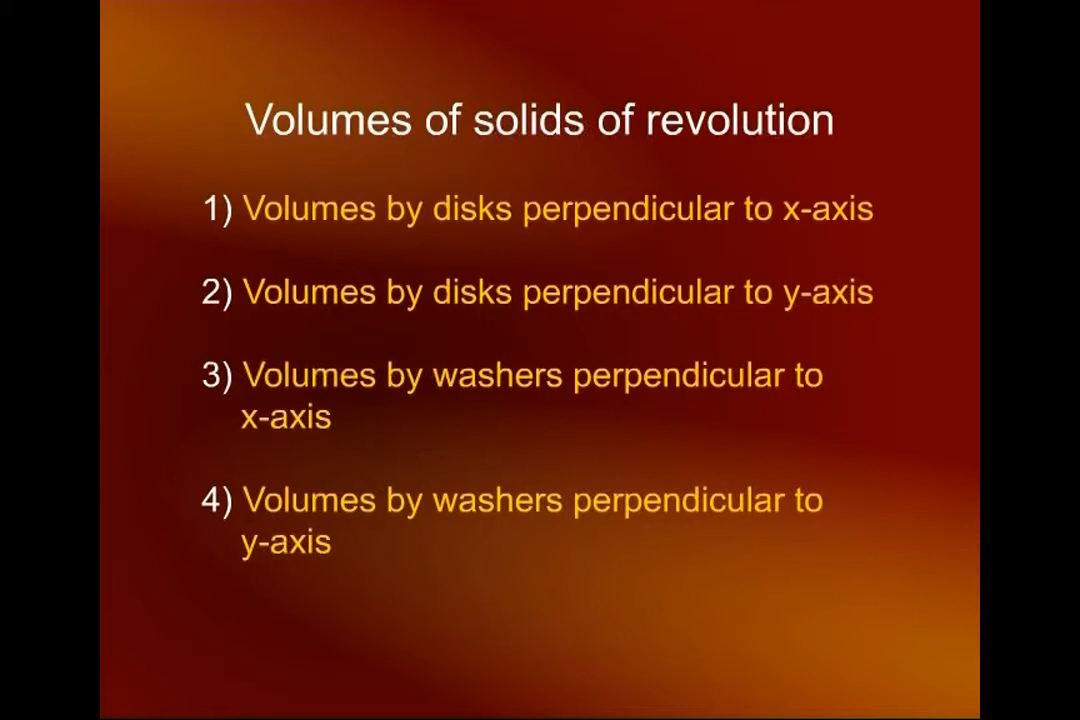 Volumes of solids of revolution
1) Volumes by disks perpendicular to x-axis
2) Volumes by disks perpendicular to y-axis
3) Volumes by washers perpendicular to
x-axis
4) Volumes by washers perpendicular to
y-axis